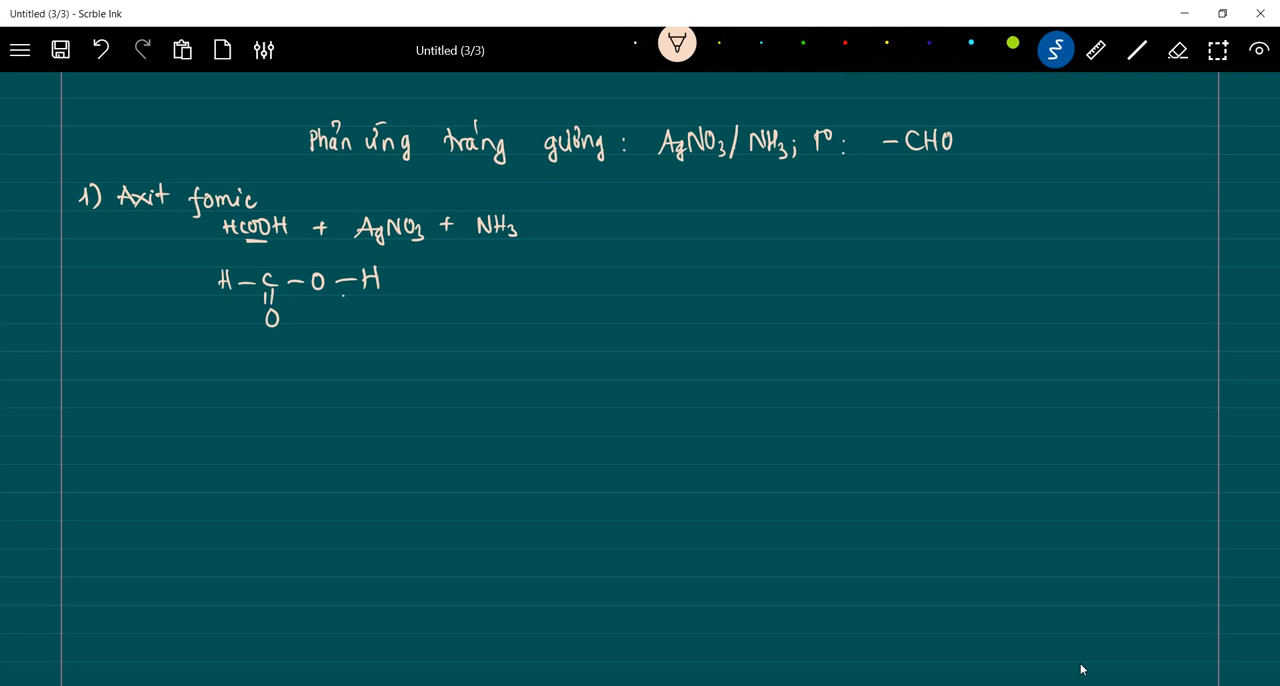 Untitled (3/3) - Scrble Ink
Untitled (3/3)
Phản ứng tráng gương : AgNO3/ NH3; to : - CHO
1) Axit fomic
HCOOH + AgNO3 + NH3
H - C - O - H
||
O